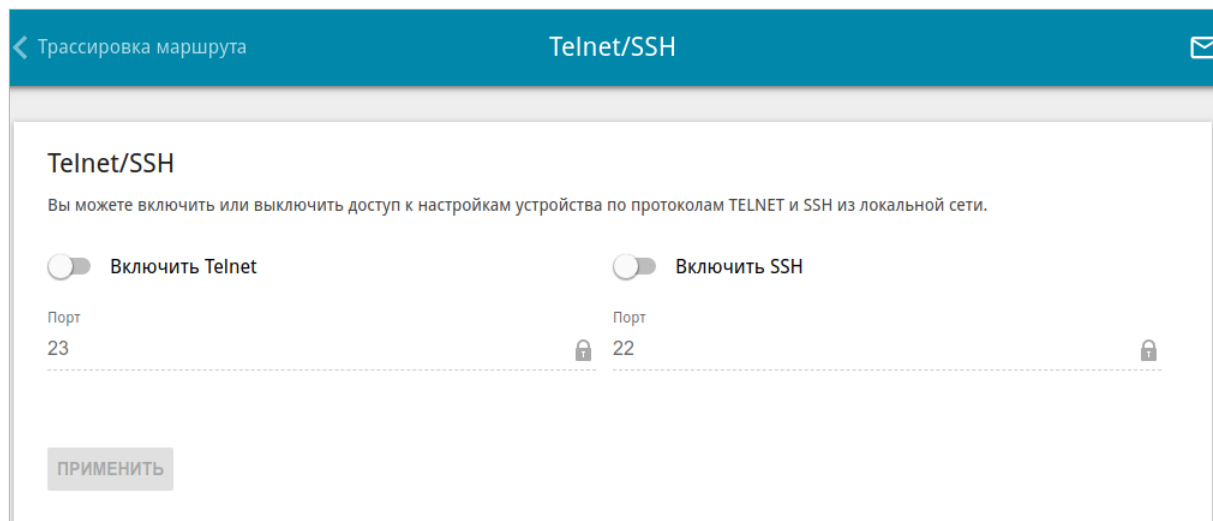 Трассировка маршрута
Telnet/SSH
Telnet/SSH
Вы можете включить или выключить доступ к настройкам устройства по протоколам TELNET и SSH из локальной сети.
Включить Telnet
Включить SSH
Порт
Порт
23
22
ПРИМЕНИТЬ